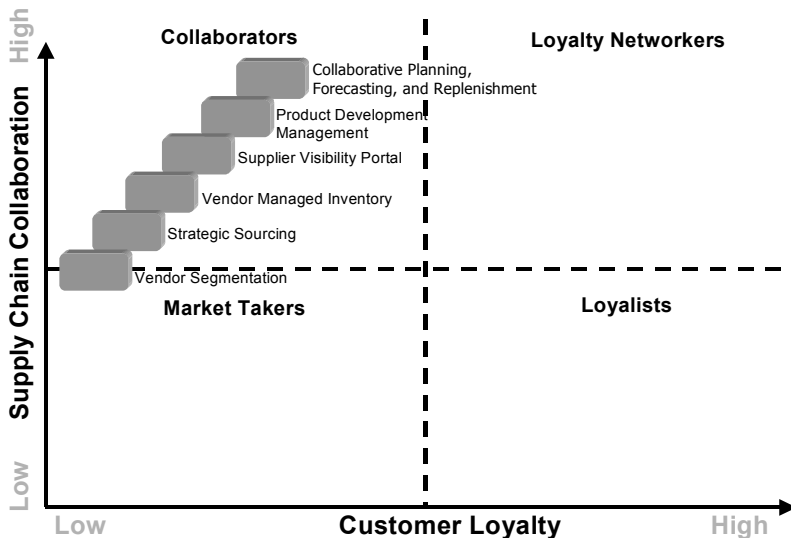 High
Collaborators
Loyalty Networkers
Collaborative Planning,
Forecasting, and Replenishment
Product Development
Management
Supplier Visibility Portal
Vendor Managed Inventory
Strategic Sourcing
Vendor Segmentation
Supply Chain Collaboration
Market Takers
Loyalists
Low
Low
Customer Loyalty
High